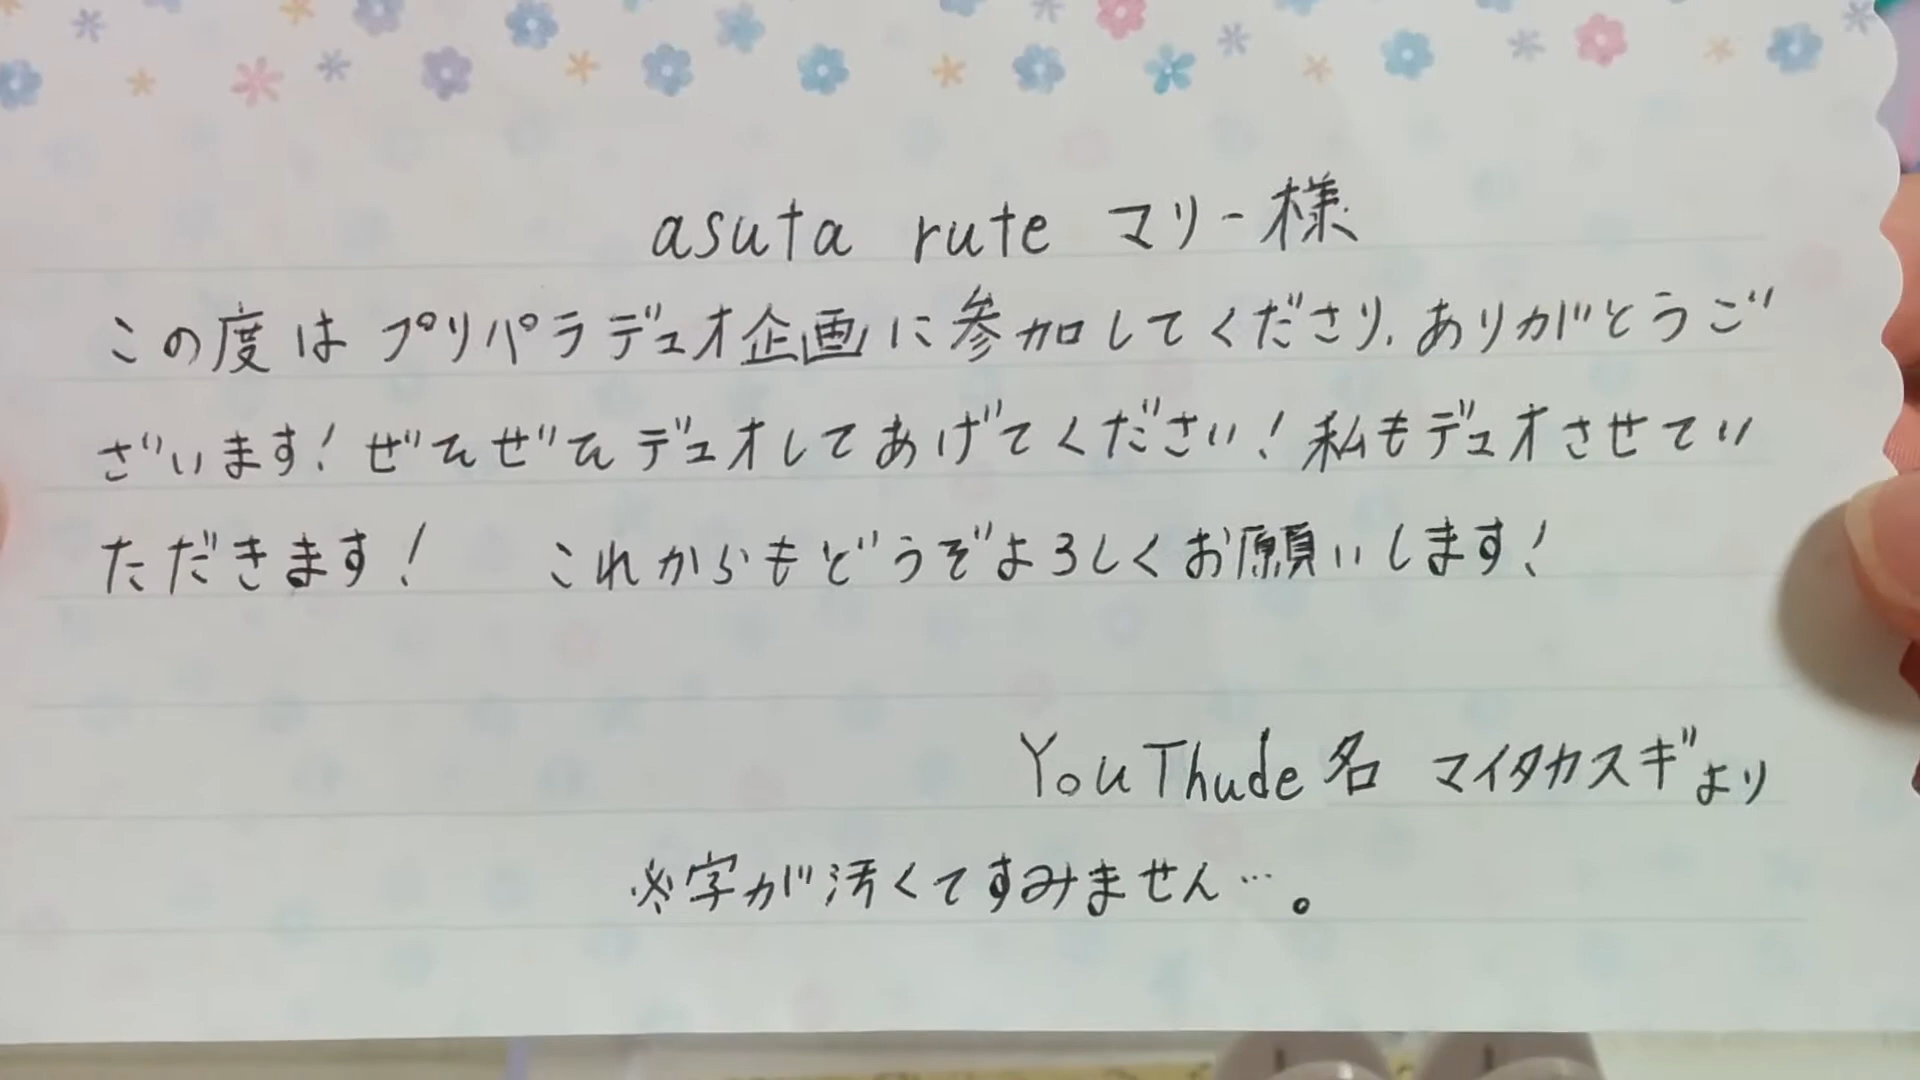 asuta rute マリー様
この度は プリパラデュオ企画に参加してくださり、ありがとうご
ざいます！ぜひぜひデュオしてあげてください！私もデュオさせてい
ただきます！ これからもどうぞよろしくお願いします！
YouThude名 マイタカスギより
※字が汚くてすみません…。